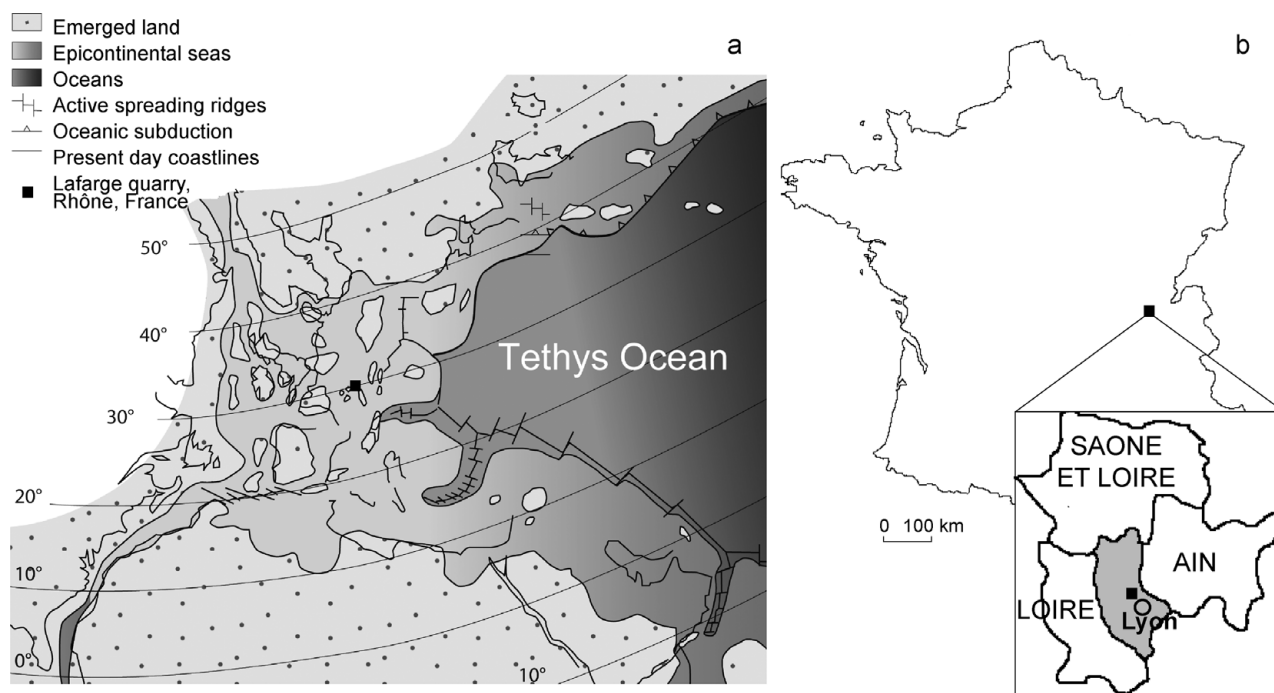 Emerged land
Epicontinental seas
Oceans
Active spreading ridges
Oceanic subduction
Present day coastlines
Lafarge quarry,
Rhône, France
a
50°
40°
30°
20°
10°
0°
10°
Tethys Ocean
b
0 100 km
SAONE
ET LOIRE
AIN
LOIRE
Lyon